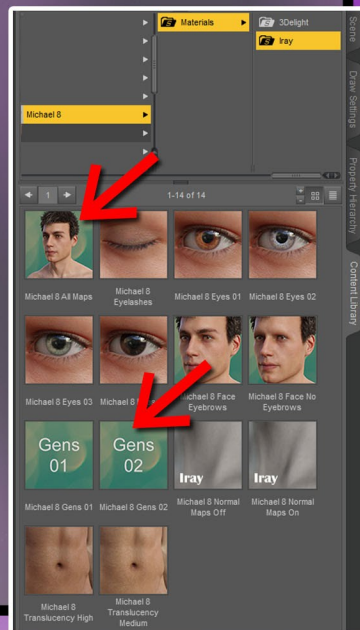 Materials
3Delight
Iray
Michael 8
Scene
Draw Settings
Property Hierarchy
Content Library
1
1-14 of 14
Michael 8 All Maps
Michael 8
Eyelashes
Michael 8 Eyes 01
Michael 8 Eyes 02
Michael 8 Eyes 03
Michael 8
Michael 8 Face
Eyebrows
Michael 8 Face No
Eyebrows
Gens
01
Gens
02
Iray
Iray
Michael 8 Gens 01
Michael 8 Gens 02
Michael 8 Normal
Maps Off
Michael 8 Normal
Maps On
Michael 8
Translucency High
Michael 8
Translucency
Medium